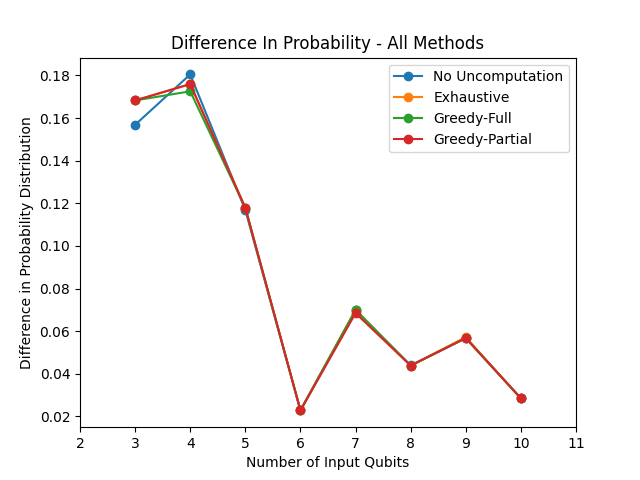 Difference In Probability - All Methods
Difference in Probability Distribution
0.18
0.16
0.14
0.12
0.10
0.08
0.06
0.04
0.02
No Uncomputation
Exhaustive
Greedy-Full
Greedy-Partial
2 3 4 5 6 7 8 9 10 11
Number of Input Qubits